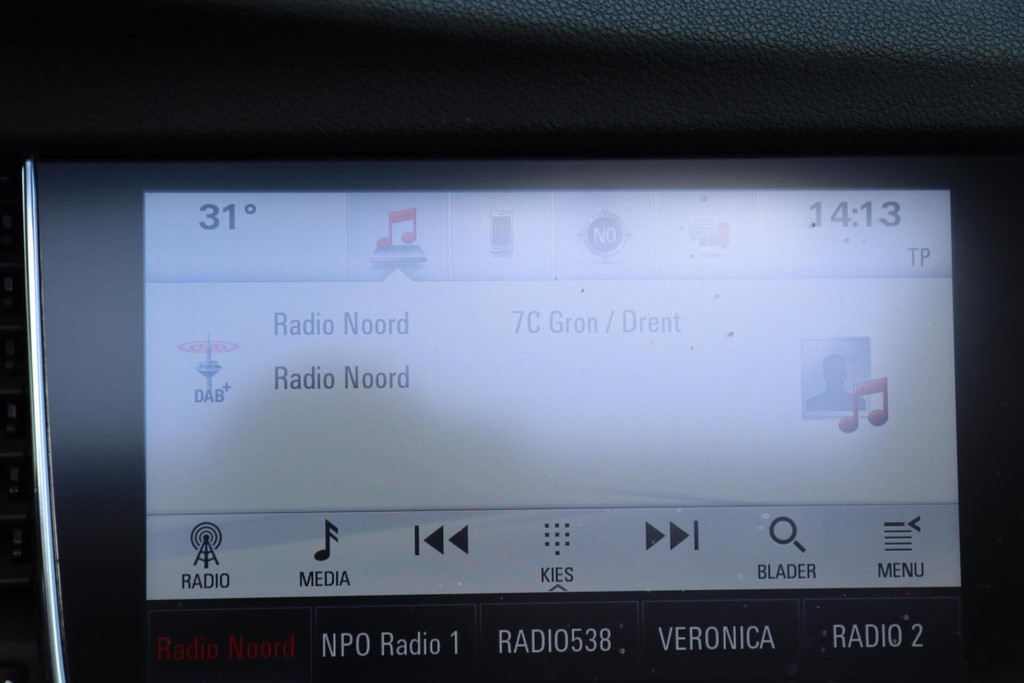 31°
NO
14:13
TP
Radio Noord
7C Gron / Drent
DAB+
Radio Noord
RADIO
MEDIA
KIES
BLADER
MENU
Radio Noord
NPO Radio 1
RADIO538
VERONICA
RADIO 2